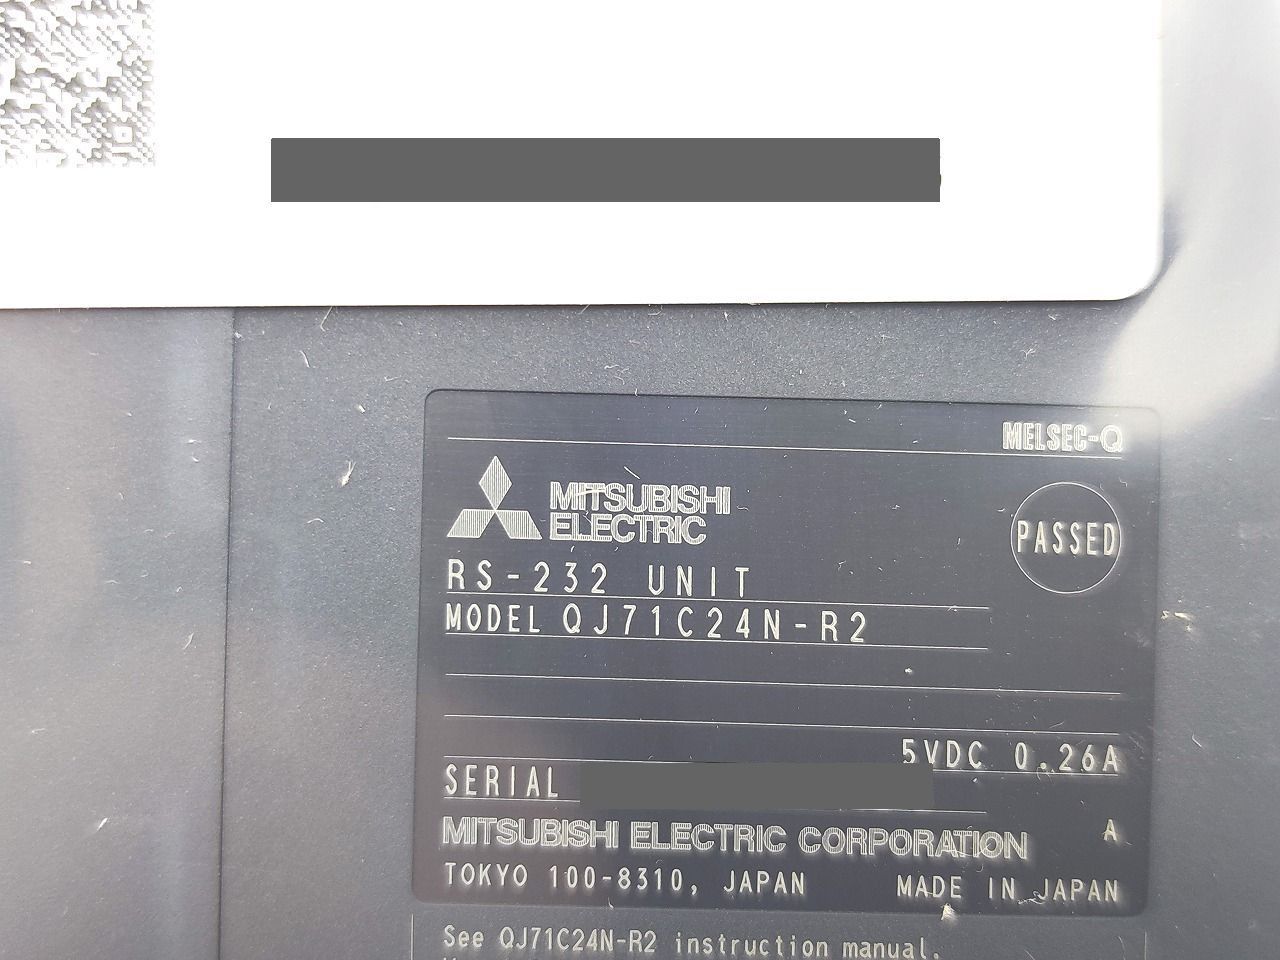 MELSEC-Q
MITSUBISHI
ELECTRIC
PASSED
RS-232 UNIT
MODEL QJ71C24N-R2
5VDC 0.26A
SERIAL
MITSUBISHI ELECTRIC CORPORATION A
TOKYO 100-8310, JAPAN MADE IN JAPAN
See QJ71C24N-R2 instruction manual.